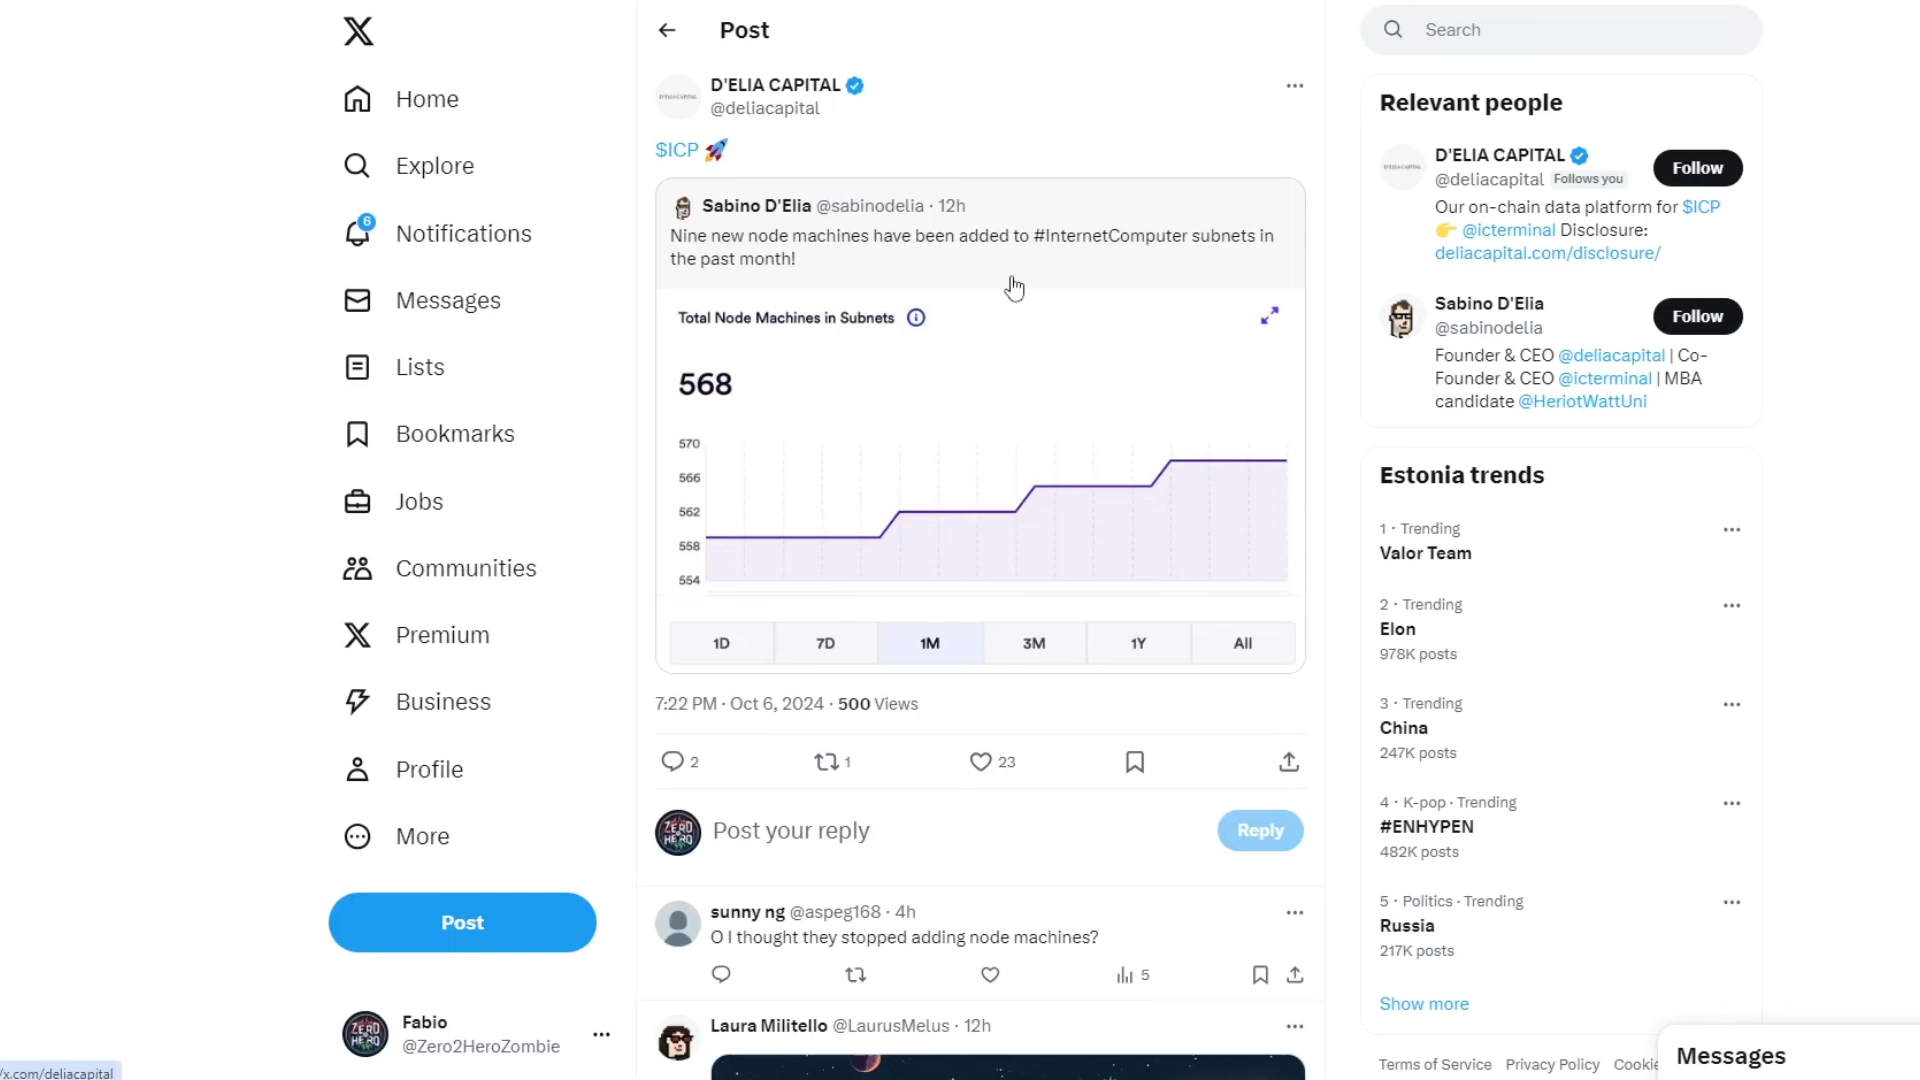 Home
Explore
6
Notifications
Messages
Lists
Bookmarks
Jobs
Communities
Premium
Business
Profile
More
Post
Fabio
@Zero2HeroZombie
/x.com/deliacapital
Post
D'ELIA CAPITAL
@deliacapital
$ICP 🚀
Sabino D'Elia @sabinodelia · 12h
Nine new node machines have been added to #InternetComputer subnets in
the past month!
Total Node Machines in Subnets
568
570
566
562
558
554
1D 7D 1M 3M 1Y All
7:22 PM · Oct 6, 2024 · 500 Views
2 1 23
Post your reply
Reply
sunny ng @aspeg168 · 4h
O I thought they stopped adding node machines?
5
Laura Militello @LaurusMelus · 12h
Search
Relevant people
D'ELIA CAPITAL
@deliacapital Follows you
Follow
Our on-chain data platform for $ICP
👉 @icterminal Disclosure:
deliacapital.com/disclosure/
Sabino D'Elia
@sabinodelia
Follow
Founder & CEO @deliacapital | Co-
Founder & CEO @icterminal | MBA
candidate @HeriotWattUni
Estonia trends
1 · Trending
Valor Team
2 · Trending
Elon
978K posts
3 · Trending
China
247K posts
4 · K-pop · Trending
#ENHYPEN
482K posts
5 · Politics · Trending
Russia
217K posts
Show more
Terms of Service Privacy Policy Cookie
Messages